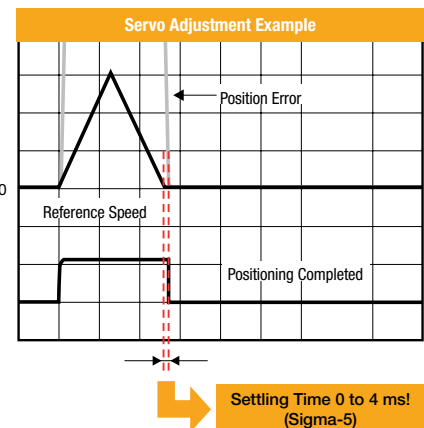 Servo Adjustment Example
Position Error
0
Reference Speed
Positioning Completed
Settling Time 0 to 4 ms!
(Sigma-5)